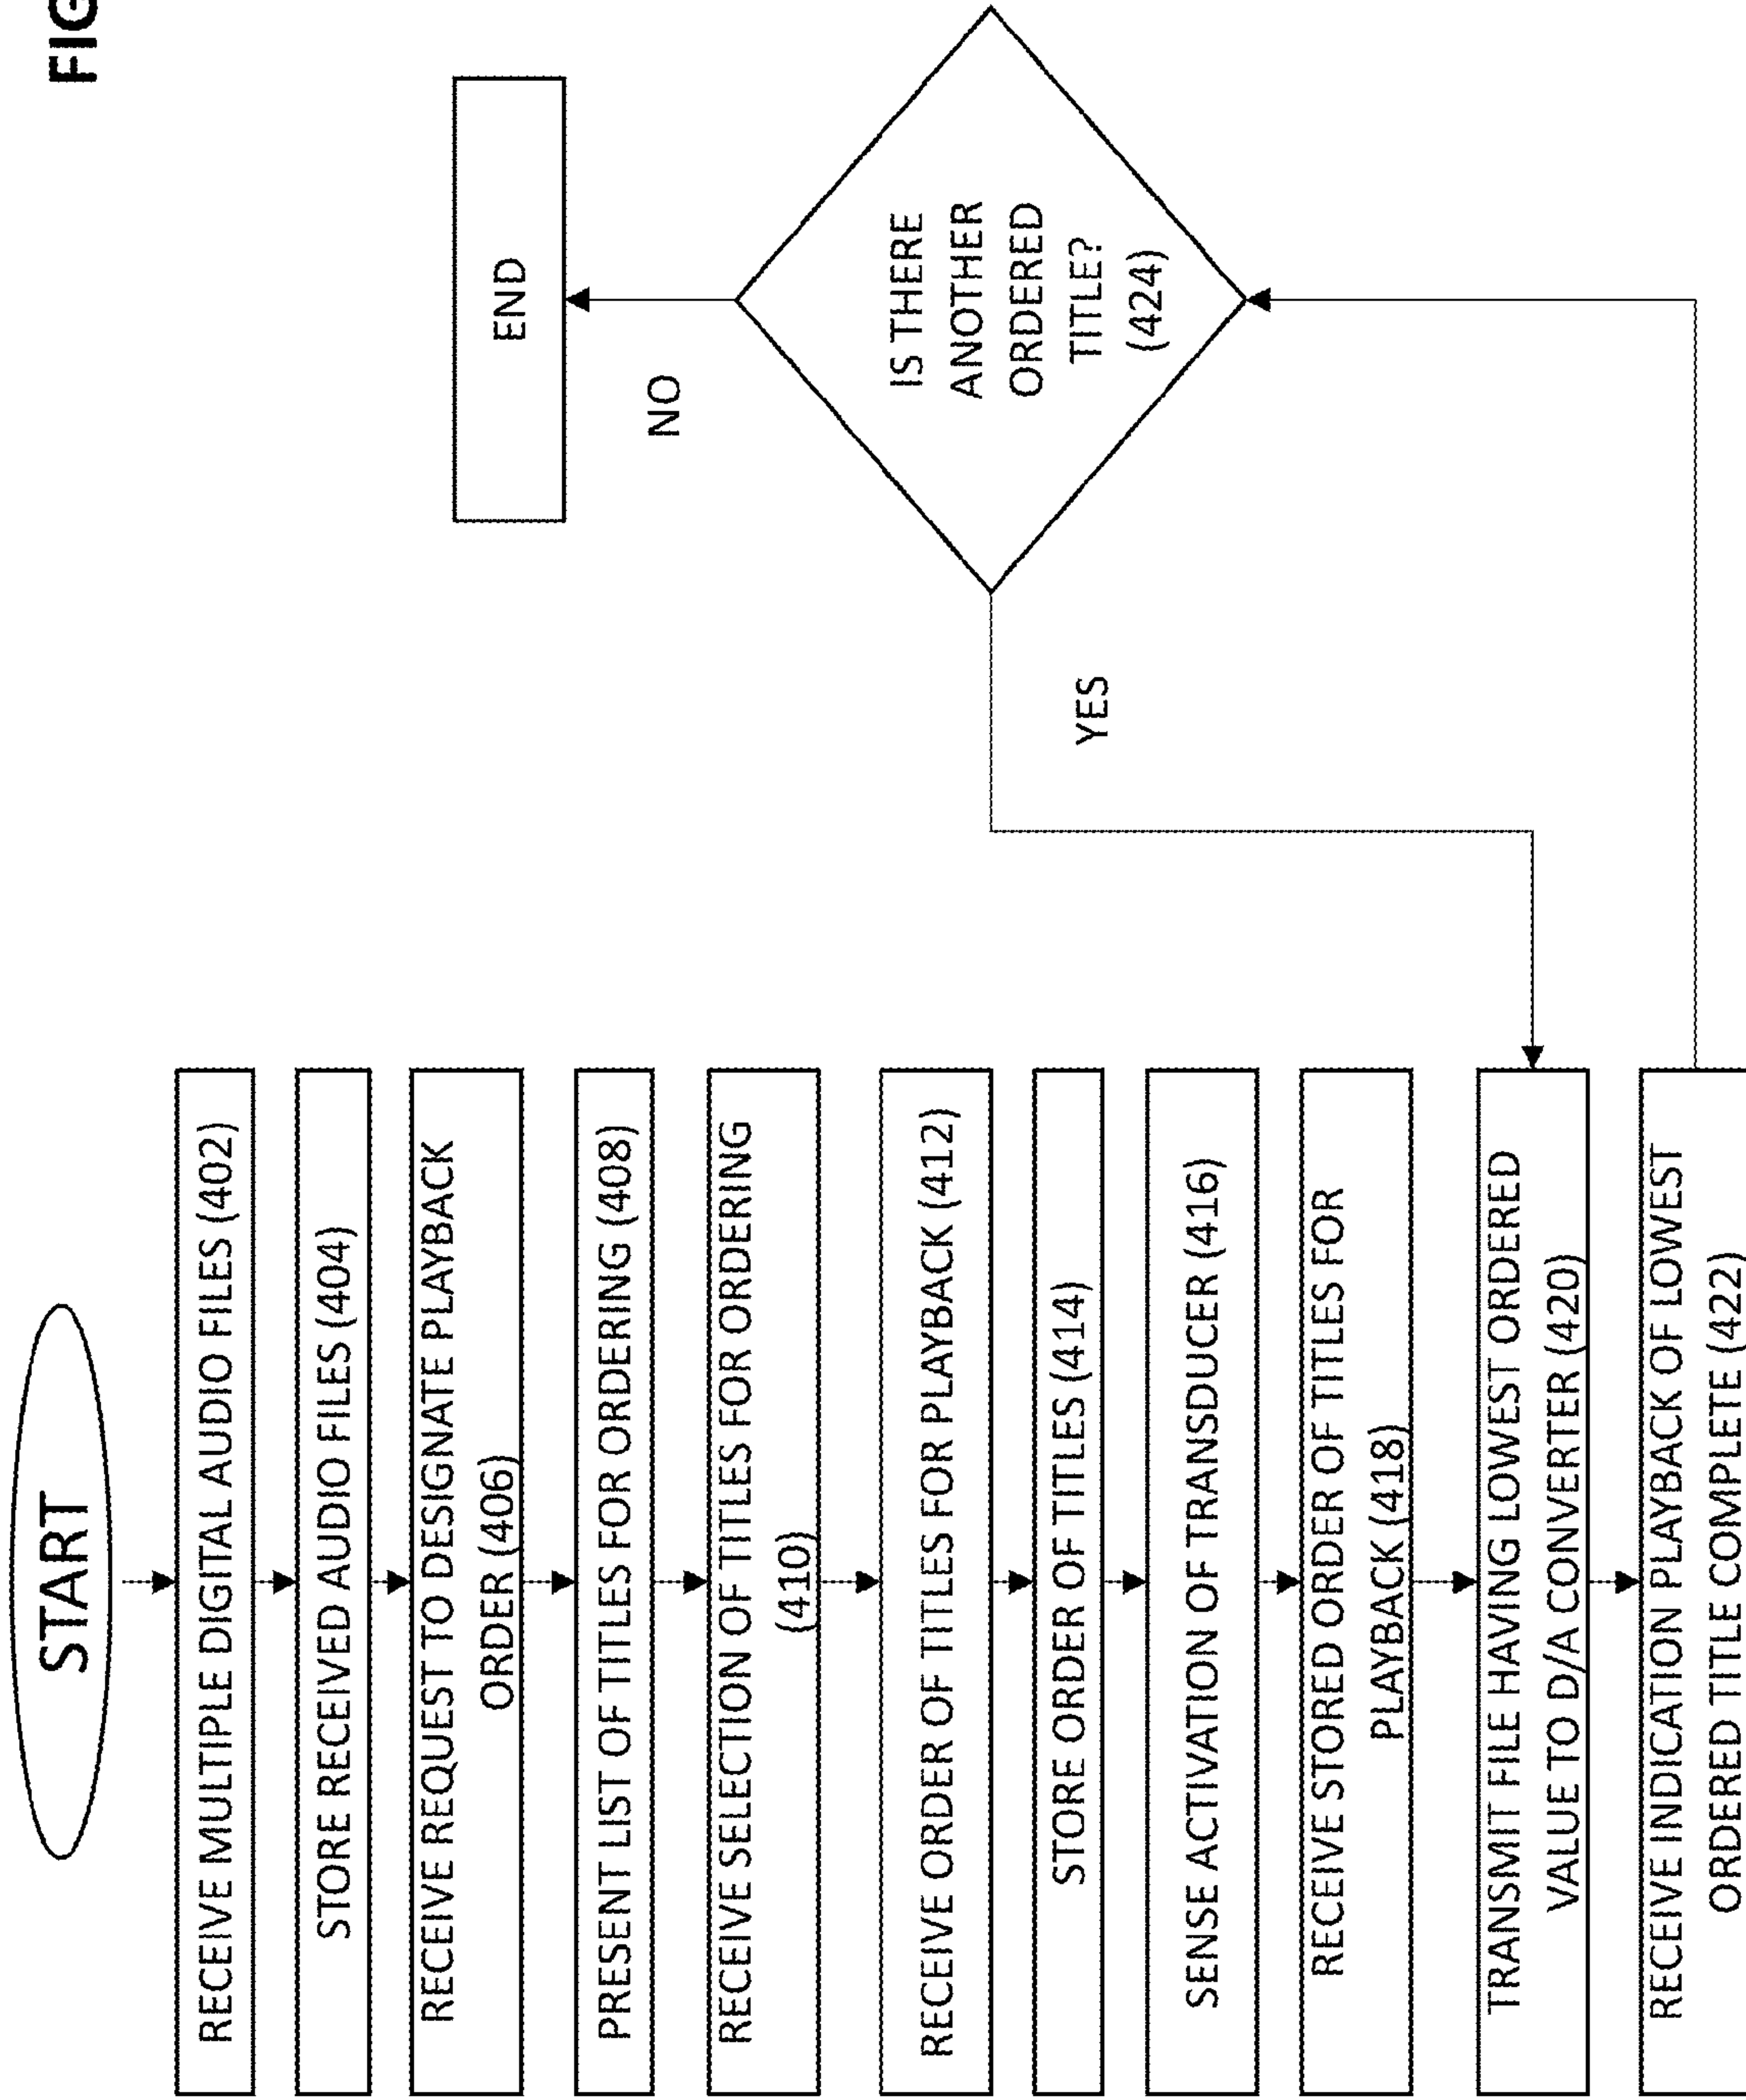 FIG
START
RECEIVE MULTIPLE DIGITAL AUDIO FILES (402)
STORE RECEIVED AUDIO FILES (404)
RECEIVE REQUEST TO DESIGNATE PLAYBACK
ORDER (406)
PRESENT LIST OF TITLES FOR ORDERING (408)
RECEIVE SELECTION OF TITLES FOR ORDERING
(410)
RECEIVE ORDER OF TITLES FOR PLAYBACK (412)
STORE ORDER OF TITLES (414)
SENSE ACTIVATION OF TRANSDUCER (416)
RECEIVE STORED ORDER OF TITLES FOR
PLAYBACK (418)
TRANSMIT FILE HAVING LOWEST ORDERED
VALUE TO D/A CONVERTER (420)
RECEIVE INDICATION PLAYBACK OF LOWEST
ORDERED TITLE COMPLETE (422)
YES
IS THERE
ANOTHER
ORDERED
TITLE?
(424)
NO
END